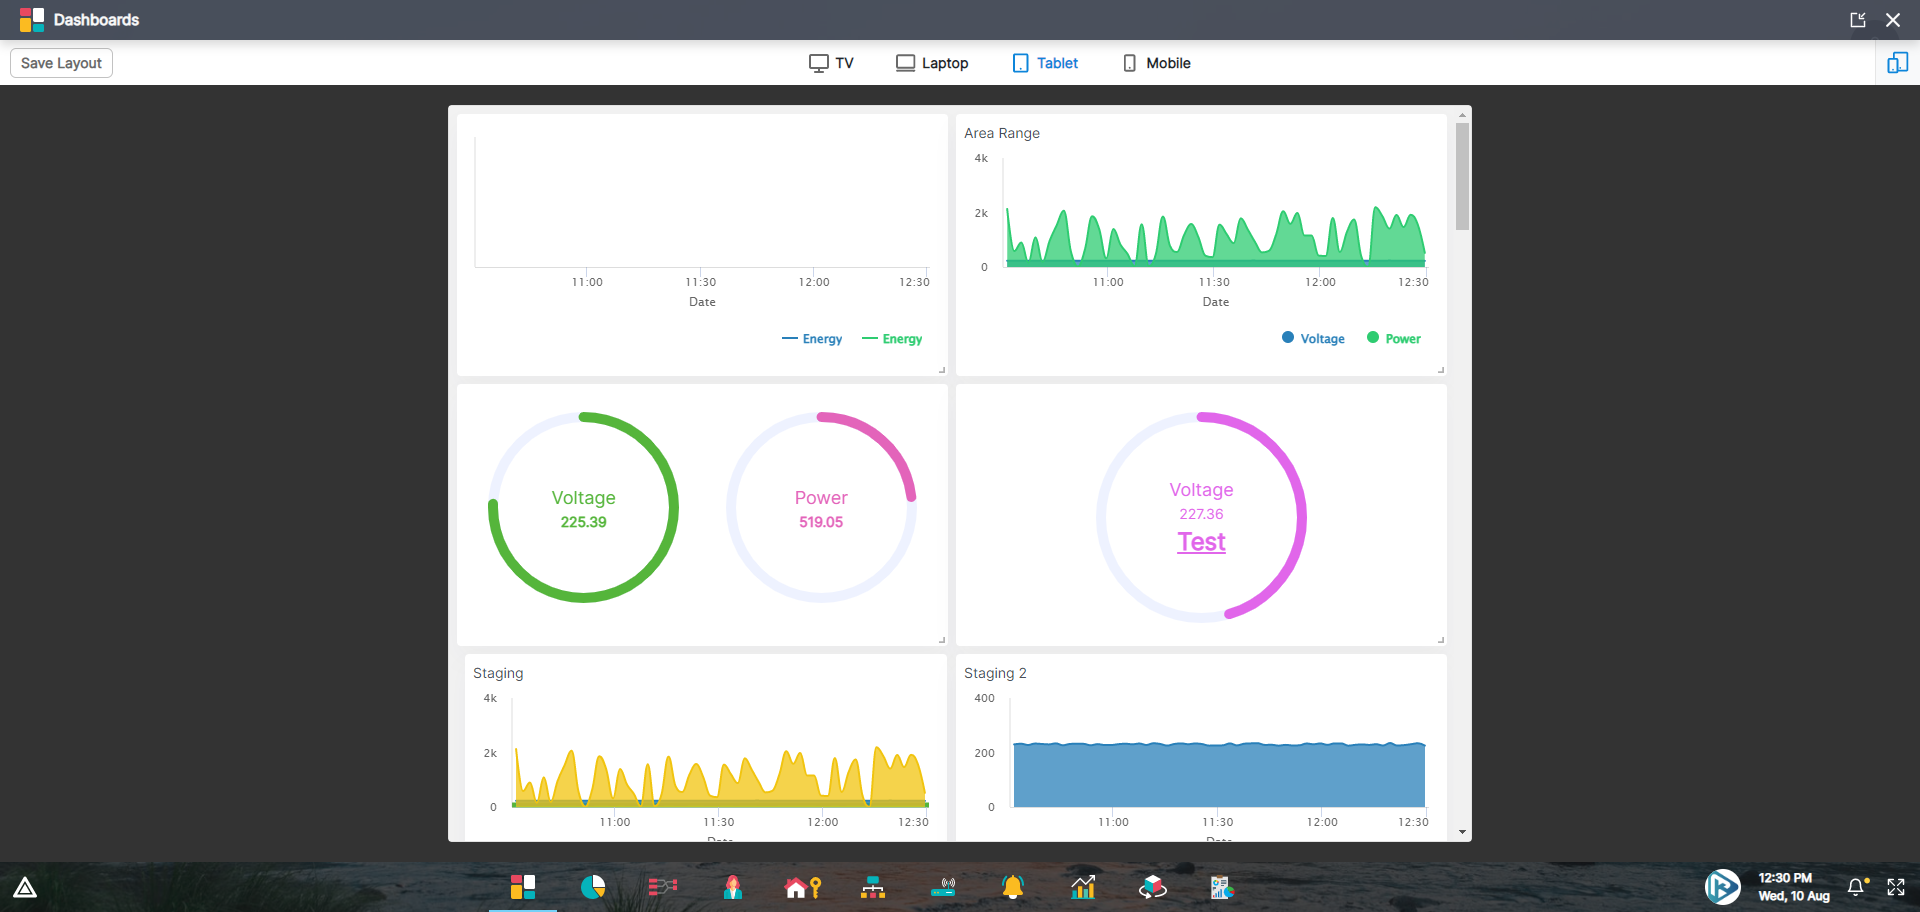 Dashboards
Save Layout
TV
Laptop
Tablet
Mobile
11:00
11:30
12:00
12:30
Date
Energy
Energy
Area Range
4k
2k
0
11:00
11:30
12:00
12:30
Date
Voltage
Power
Voltage
225.39
Power
519.05
Voltage
227.36
Test
Staging
4k
2k
0
11:00
11:30
12:00
12:30
Date
Staging 2
400
200
0
11:00
11:30
12:00
12:30
Date
12:30 PM
Wed, 10 Aug